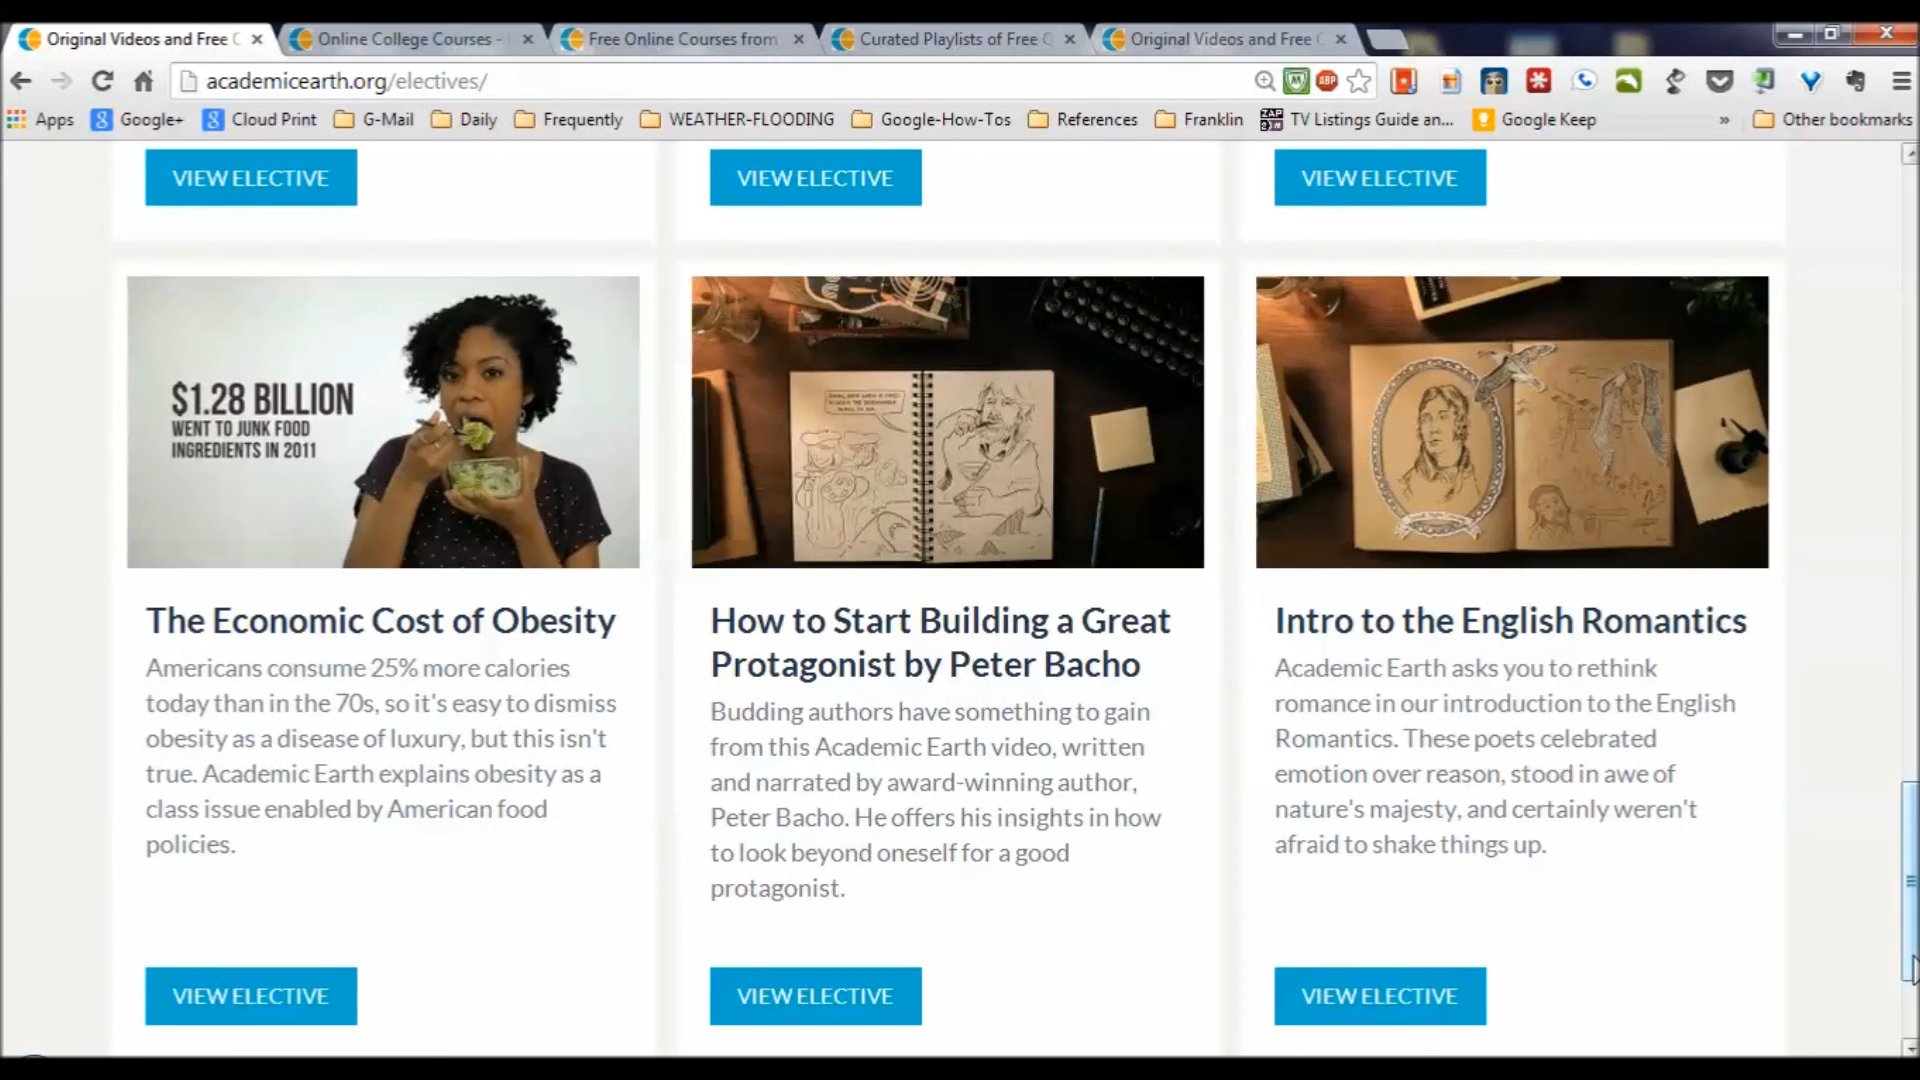 Original Videos and Free C
Online College Courses -
Free Online Courses from
Curated Playlists of Free O
Original Videos and Free C
academicearth.org/electives/
ABP
Apps
Google+
Cloud Print
G-Mail
Daily
Frequently
WEATHER-FLOODING
Google-How-Tos
References
Franklin
TV Listings Guide an...
Google Keep
»
Other bookmarks
VIEW ELECTIVE
VIEW ELECTIVE
VIEW ELECTIVE
$1.28 BILLION
WENT TO JUNK FOOD
INGREDIENTS IN 2011
The Economic Cost of Obesity
Americans consume 25% more calories
today than in the 70s, so it's easy to dismiss
obesity as a disease of luxury, but this isn't
true. Academic Earth explains obesity as a
class issue enabled by American food
policies.
VIEW ELECTIVE
How to Start Building a Great
Protagonist by Peter Bacho
Budding authors have something to gain
from this Academic Earth video, written
and narrated by award-winning author,
Peter Bacho. He offers his insights in how
to look beyond oneself for a good
protagonist.
VIEW ELECTIVE
Intro to the English Romantics
Academic Earth asks you to rethink
romance in our introduction to the English
Romantics. These poets celebrated
emotion over reason, stood in awe of
nature's majesty, and certainly weren't
afraid to shake things up.
VIEW ELECTIVE